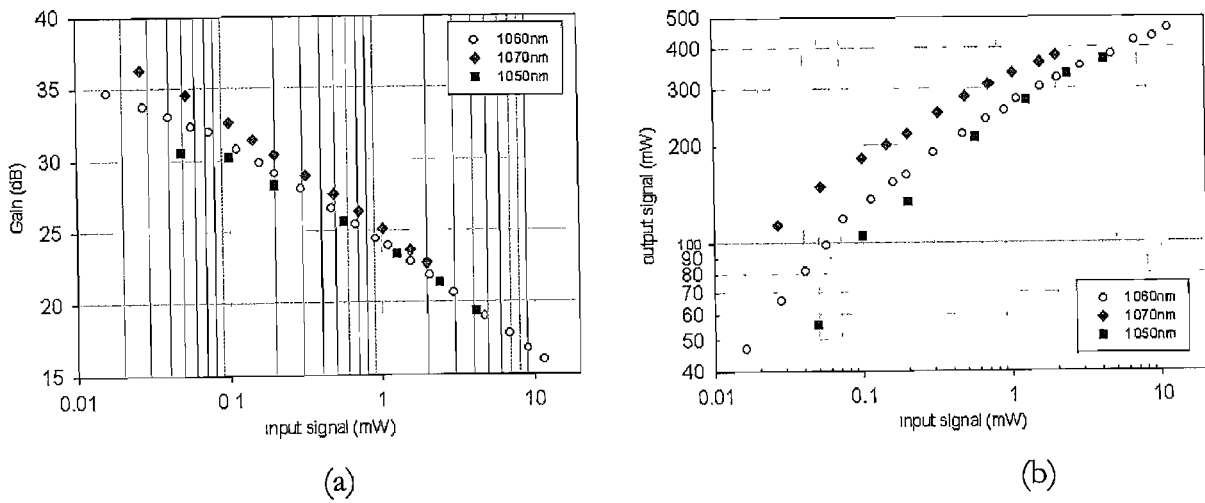 40
35
30
25
20
15
Gain (dB)
0.01
0.1
1
10
input signal (mW)
1060nm
1070nm
1050nm
(a)
500
400
300
200
100
90
80
70
60
50
40
output signal (mW)
0.01
0.1
1
10
input signal (mW)
1060nm
1070nm
1050nm
(b)